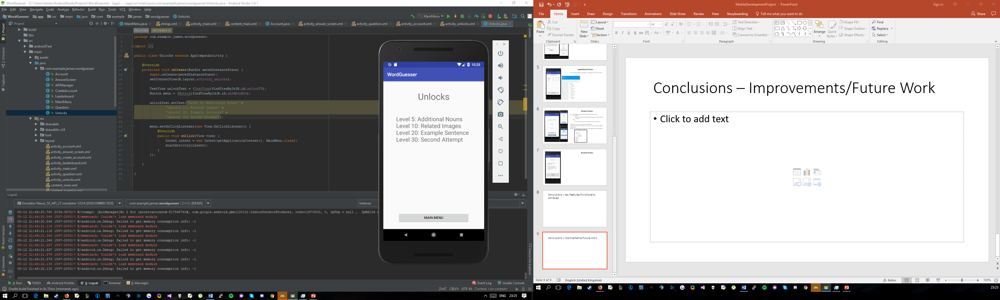 WordGuesser - [C:\Users\James\AndroidStudioProjects\WordGuesser] - [app] - ...\app\src\main\java\com\example\james\wordguesser\Unlocks.java - Android Studio 3.0.1
File Edit View Navigate Code Analyze Refactor Build Run Tools VCS Window Help
WordGuesser app src main java com example james wordguesser Unlocks
MainMenu
Project
MainMenu.java strings.xml activity_main.xml content_main.xml Account.java activity_answer_screen.xml activity_question.xml activity_account.xml activity_unlocks.xml Unlocks.java
Unlocks onCreate()
1: Project
7: Structure
Captures
Build Variants
2: Favorites
Gradle
Device File Explorer
build
libs
src
androidTest
main
assets
java
com.example.james.wordguesser
Account
AnswerScreen
APIManager
CreateAccount
Leaderboard
MainMenu
Question
Unlocks
res
drawable
drawable-v24
font
layout
activity_account.xml
activity_answer_screen.xml
activity_create_account.xml
activity_leaderboard.xml
activity_main.xml
activity_question.xml
activity_unlocks.xml
content_main.xml
content_question.xml
1 package com.example.james.wordguesser;
2
3 import ...
9
10 public class Unlocks extends AppCompatActivity {
11
12 @Override
13 protected void onCreate(Bundle savedInstanceState) {
14 super.onCreate(savedInstanceState);
15 setContentView(R.layout.activity_unlocks);
16
17 TextView unlockText = (TextView)findViewById(R.id.unlockTV);
18 Button menu = (Button)findViewById(R.id.unlMenuBtn);
19
20 unlockText.setText("Level 5: Additional Nouns" +
21 "\nLevel 10: Related Images" +
22 "\nLevel 20: Example Sentence" +
23 "\nLevel 30: Second Attempt");
24
25 menu.setOnClickListener(new View.OnClickListener() {
26 @Override
27 public void onClick(View view) {
28 Intent intent = new Intent(getApplicationContext(), MainMenu.class);
29 startActivity(intent);
30 }
31 });
32
33 }
34
35 }
36
10:25
WordGuesser
Unlocks
Level 5: Additional Nouns
Level 10: Related Images
Level 20: Example Sentence
Level 30: Second Attempt
MAIN MENU
Logcat
Emulator Nexus_5X_API_27 emulator-5554 [DISCONNECTED] com.example.james.wordguesser (26458) [DEAD] Verbose
05-12 21:46:20.760 2034-3672/? W/ctxmgr: [AclManager]No 2 for (accnt=account#-517948760#, com.google.android.gms(10013):IndoorOutdoorProducer, vrsn=12673000, 0, 3pPkg = null , 3pMdlId =
05-12 21:46:20.866 1597-2083/? E/memtrack: Couldn't load memtrack module
05-12 21:46:20.866 1597-2083/? W/android.os.Debug: failed to get memory consumption info: -1
05-12 21:46:21.116 1597-2083/? E/memtrack: Couldn't load memtrack module
05-12 21:46:21.116 1597-2083/? W/android.os.Debug: failed to get memory consumption info: -1
05-12 21:46:21.366 1597-2083/? E/memtrack: Couldn't load memtrack module
05-12 21:46:21.366 1597-2083/? W/android.os.Debug: failed to get memory consumption info: -1
05-12 21:46:21.627 1597-2083/? E/memtrack: Couldn't load memtrack module
05-12 21:46:21.627 1597-2083/? W/android.os.Debug: failed to get memory consumption info: -1
05-12 21:46:21.879 1597-2083/? E/memtrack: Couldn't load memtrack module
05-12 21:46:21.879 1597-2083/? W/android.os.Debug: failed to get memory consumption info: -1
05-12 21:46:22.130 1597-2083/? E/memtrack: Couldn't load memtrack module
05-12 21:46:22.130 1597-2083/? W/android.os.Debug: failed to get memory consumption info: -1
4: Run TODO Android Profiler 6: Logcat Terminal 0: Messages Event Log Gradle Console
Gradle build finished in 8s 35ms (moments ago) 23:47 CRLF UTF-8 Context: <no context>
ENG 23:25
MobileDevelopmentProject - PowerPoint Sign in
File Home Insert Draw Design Transitions Animations Slide Show Review View Storyboarding Tell me what you want to do Share
Paste
Cut
Copy
Format Painter
Clipboard
New Slide
Layout
Reset
Section
Slides
44
Font
Text Direction
Align Text
Convert to SmartArt
Paragraph
Arrange
Quick Styles
Shape Fill
Shape Outline
Shape Effects
Drawing
Find
Replace
Select
Editing
5
Leaderboard Screen:
6
Answer Screen:
7
Account Screen:
8
Conclusions – Key Features/Functionality
Achieved
9
Conclusions – Improvements/Future Work
Conclusions – Improvements/Future Work
• Click to add text
Slide 9 of 9 English (United Kingdom) Notes 103%
23:25